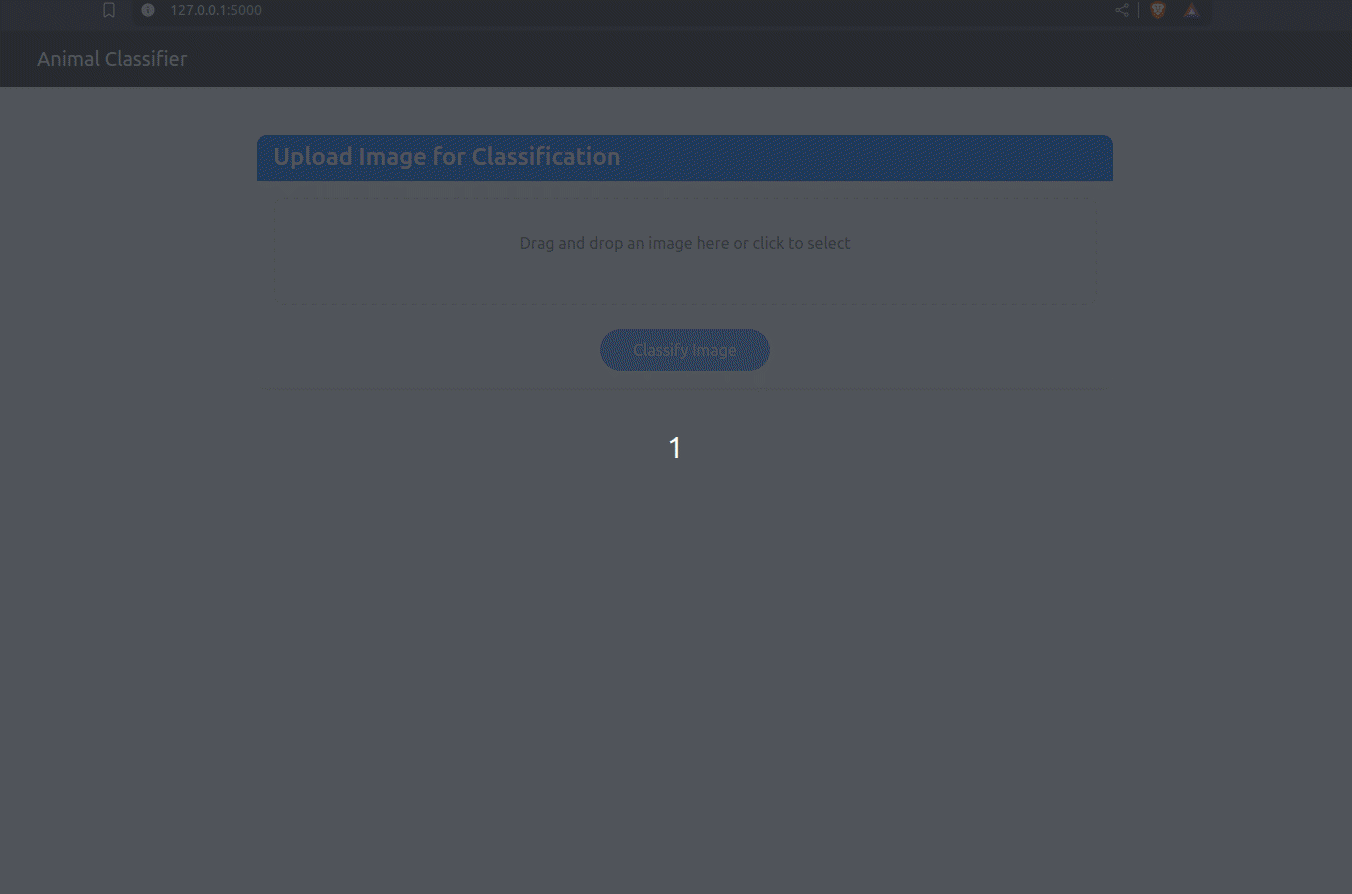 127.0.0.1:5000
Animal Classifier
Upload Image for Classification
Drag and drop an image here or click to select
Classify Image
1